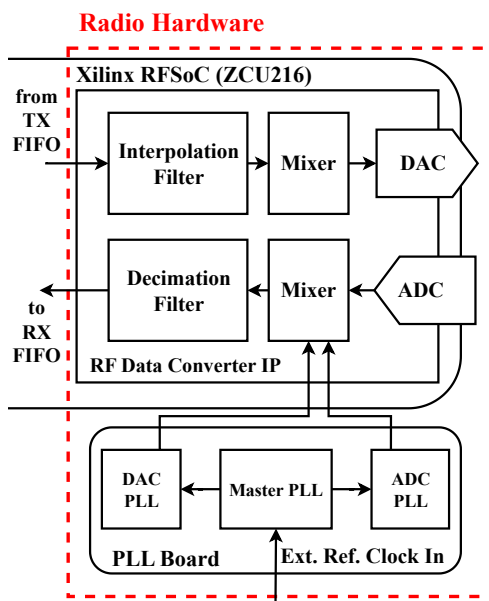 Radio Hardware
Xilinx RFSoC (ZCU216)
from
TX
FIFO
Interpolation
Filter
Mixer
DAC
Decimation
Filter
Mixer
ADC
to
RX
FIFO
RF Data Converter IP
DAC
PLL
Master PLL
ADC
PLL
PLL Board
Ext. Ref. Clock In